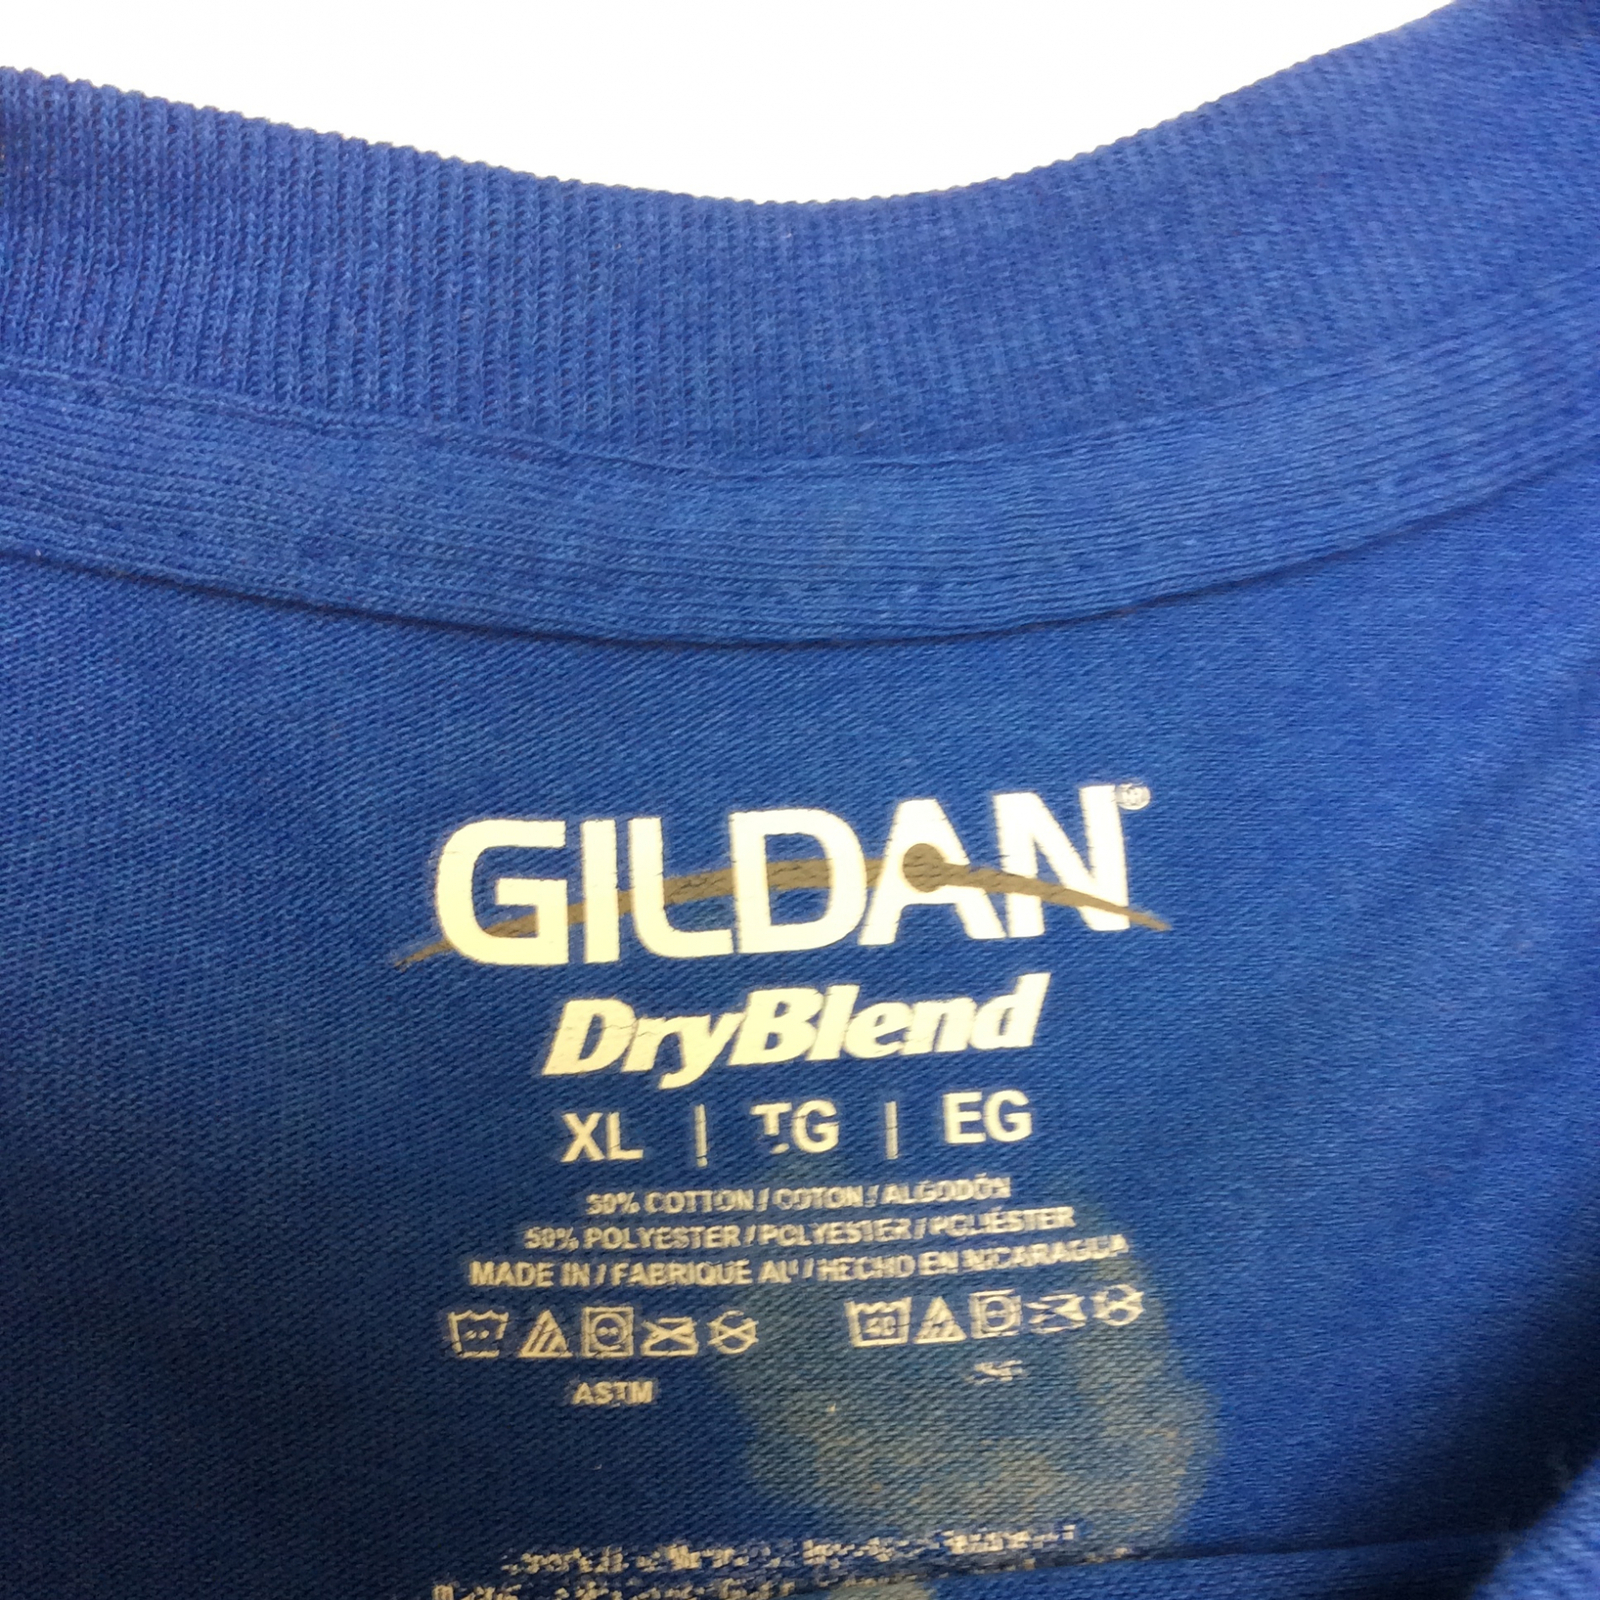 GILDAN®
DryBlend
XL | TG | EG
50% COTTON / COTON / ALGODÓN
50% POLYESTER / POLYESTER / POLIÉSTER
MADE IN / FABRIQUE AU / HECHO EN NICARAGUA
40
ASTM